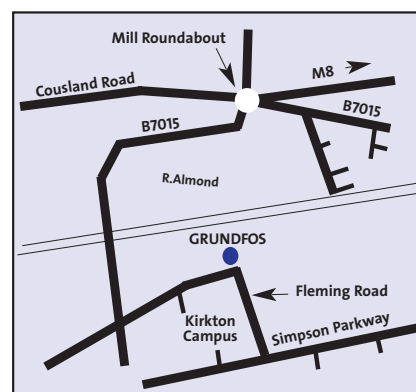 Mill Roundabout
M8
Cousland Road
B7015
B7015
R.Almond
GRUNDFOS
Fleming Road
Kirkton
Campus
Simpson Parkway